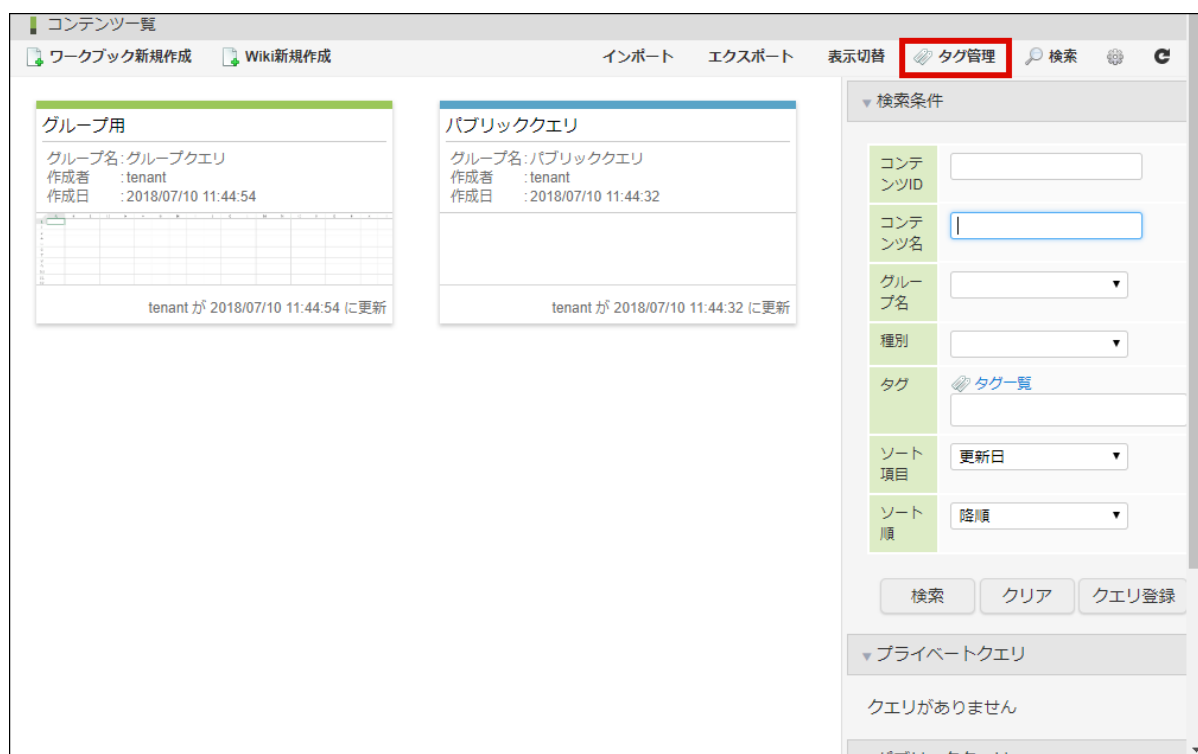 コンテンツ一覧
ワークブック新規作成 Wiki新規作成 インポート エクスポート 表示切替 タグ管理 検索
グループ用
グループ名:グループクエリ
作成者 :tenant
作成日 :2018/07/10 11:44:54
tenant が 2018/07/10 11:44:54 に更新
パブリッククエリ
グループ名:パブリッククエリ
作成者 :tenant
作成日 :2018/07/10 11:44:32
tenant が 2018/07/10 11:44:32 に更新
検索条件
コンテ
ンツID
コンテ
ンツ名
グルー
プ名
種別
タグ タグ一覧
ソート
項目
更新日
ソート
順
降順
検索 クリア クエリ登録
プライベートクエリ
クエリがありません